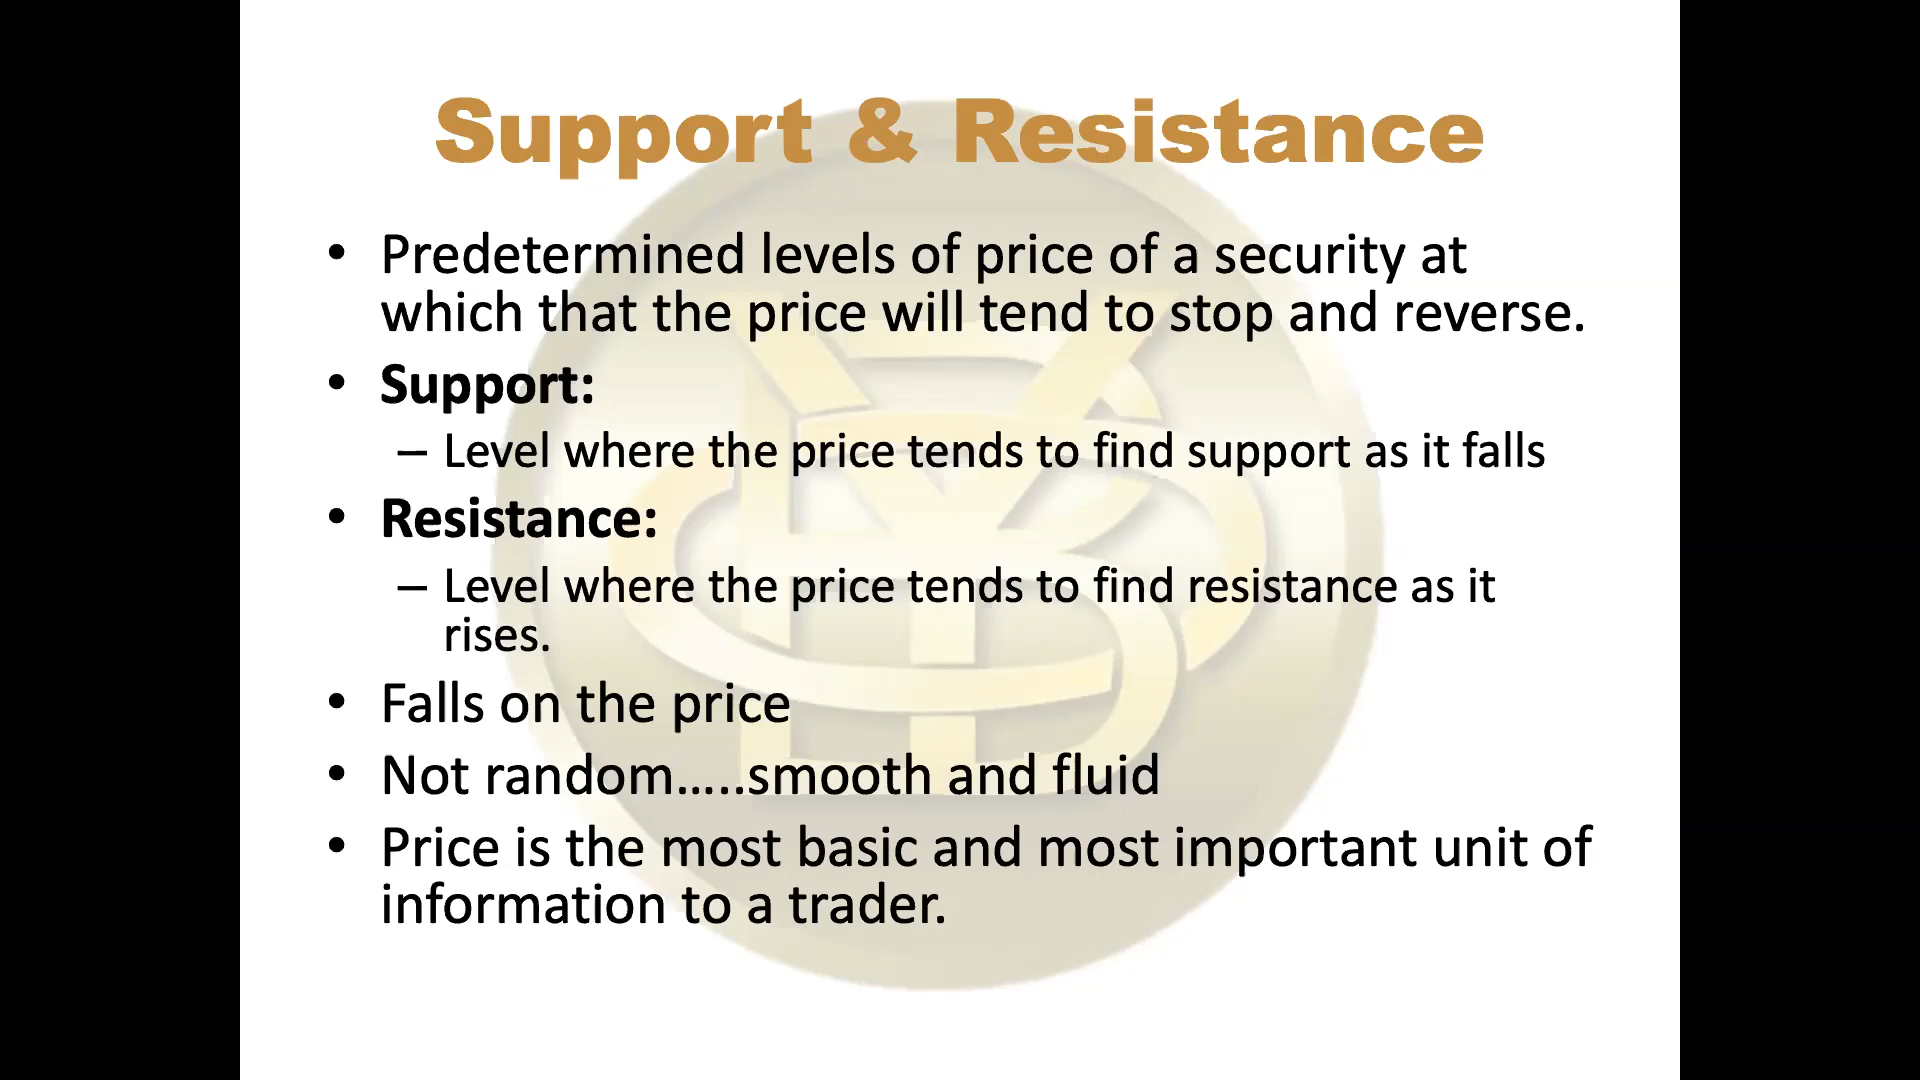 Support & Resistance
• Predetermined levels of price of a security at
which that the price will tend to stop and reverse.
• Support:
– Level where the price tends to find support as it falls
• Resistance:
– Level where the price tends to find resistance as it
rises.
• Falls on the price
• Not random…..smooth and fluid
• Price is the most basic and most important unit of
information to a trader.